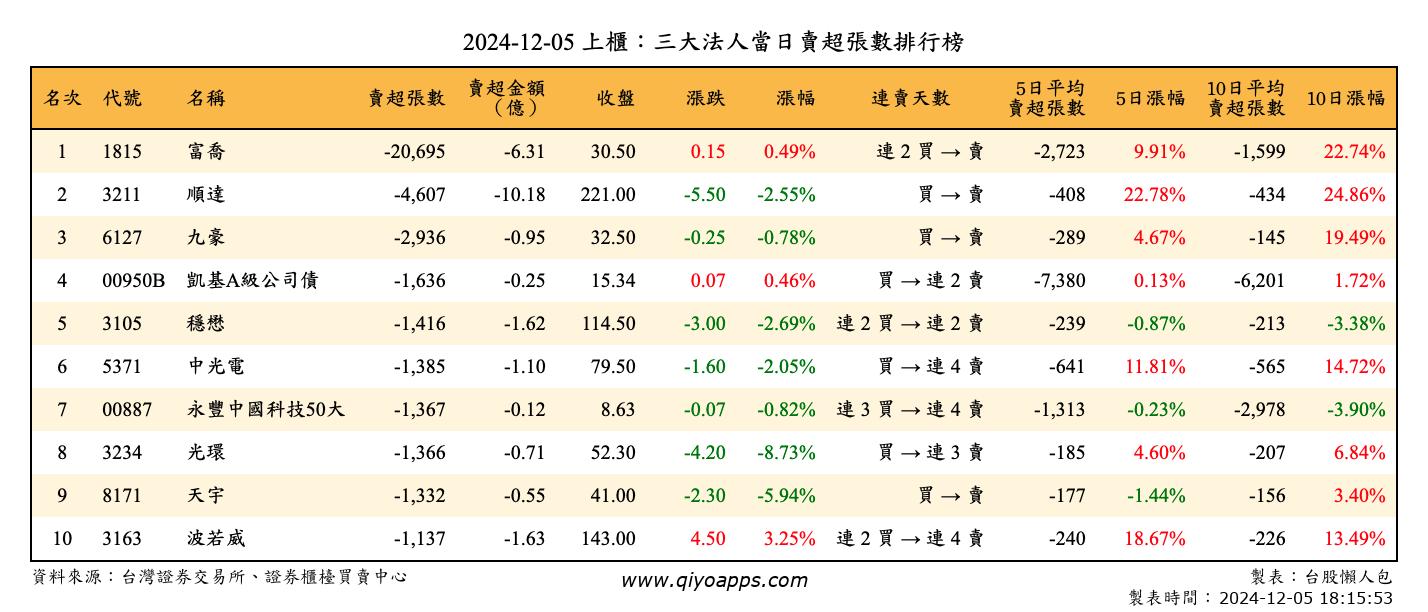 2024-12-05 上櫃：三大法人當日賣超張數排行榜
名次 代號 名稱 賣超張數 賣超金額（億） 收盤 漲跌 漲幅 連賣天數 5日平均賣超張數 5日漲幅 10日平均賣超張數 10日漲幅
1 1815 富喬 -20,695 -6.31 30.50 0.15 0.49% 連 2 買 → 賣 -2,723 9.91% -1,599 22.74%
2 3211 順達 -4,607 -10.18 221.00 -5.50 -2.55% 買 → 賣 -408 22.78% -434 24.86%
3 6127 九豪 -2,936 -0.95 32.50 -0.25 -0.78% 買 → 賣 -289 4.67% -145 19.49%
4 00950B 凱基A級公司債 -1,636 -0.25 15.34 0.07 0.46% 買 → 連 2 賣 -7,380 0.13% -6,201 1.72%
5 3105 穩懋 -1,416 -1.62 114.50 -3.00 -2.69% 連 2 買 → 連 2 賣 -239 -0.87% -213 -3.38%
6 5371 中光電 -1,385 -1.10 79.50 -1.60 -2.05% 買 → 連 4 賣 -641 11.81% -565 14.72%
7 00887 永豐中國科技50大 -1,367 -0.12 8.63 -0.07 -0.82% 連 3 買 → 連 4 賣 -1,313 -0.23% -2,978 -3.90%
8 3234 光環 -1,366 -0.71 52.30 -4.20 -8.73% 買 → 連 3 賣 -185 4.60% -207 6.84%
9 8171 天宇 -1,332 -0.55 41.00 -2.30 -5.94% 買 → 賣 -177 -1.44% -156 3.40%
10 3163 波若威 -1,137 -1.63 143.00 4.50 3.25% 連 2 買 → 連 4 賣 -240 18.67% -226 13.49%
資料來源：台灣證券交易所、證券櫃檯買賣中心 www.qiyoapps.com 製表：台股懶人包
製表時間：2024-12-05 18:15:53